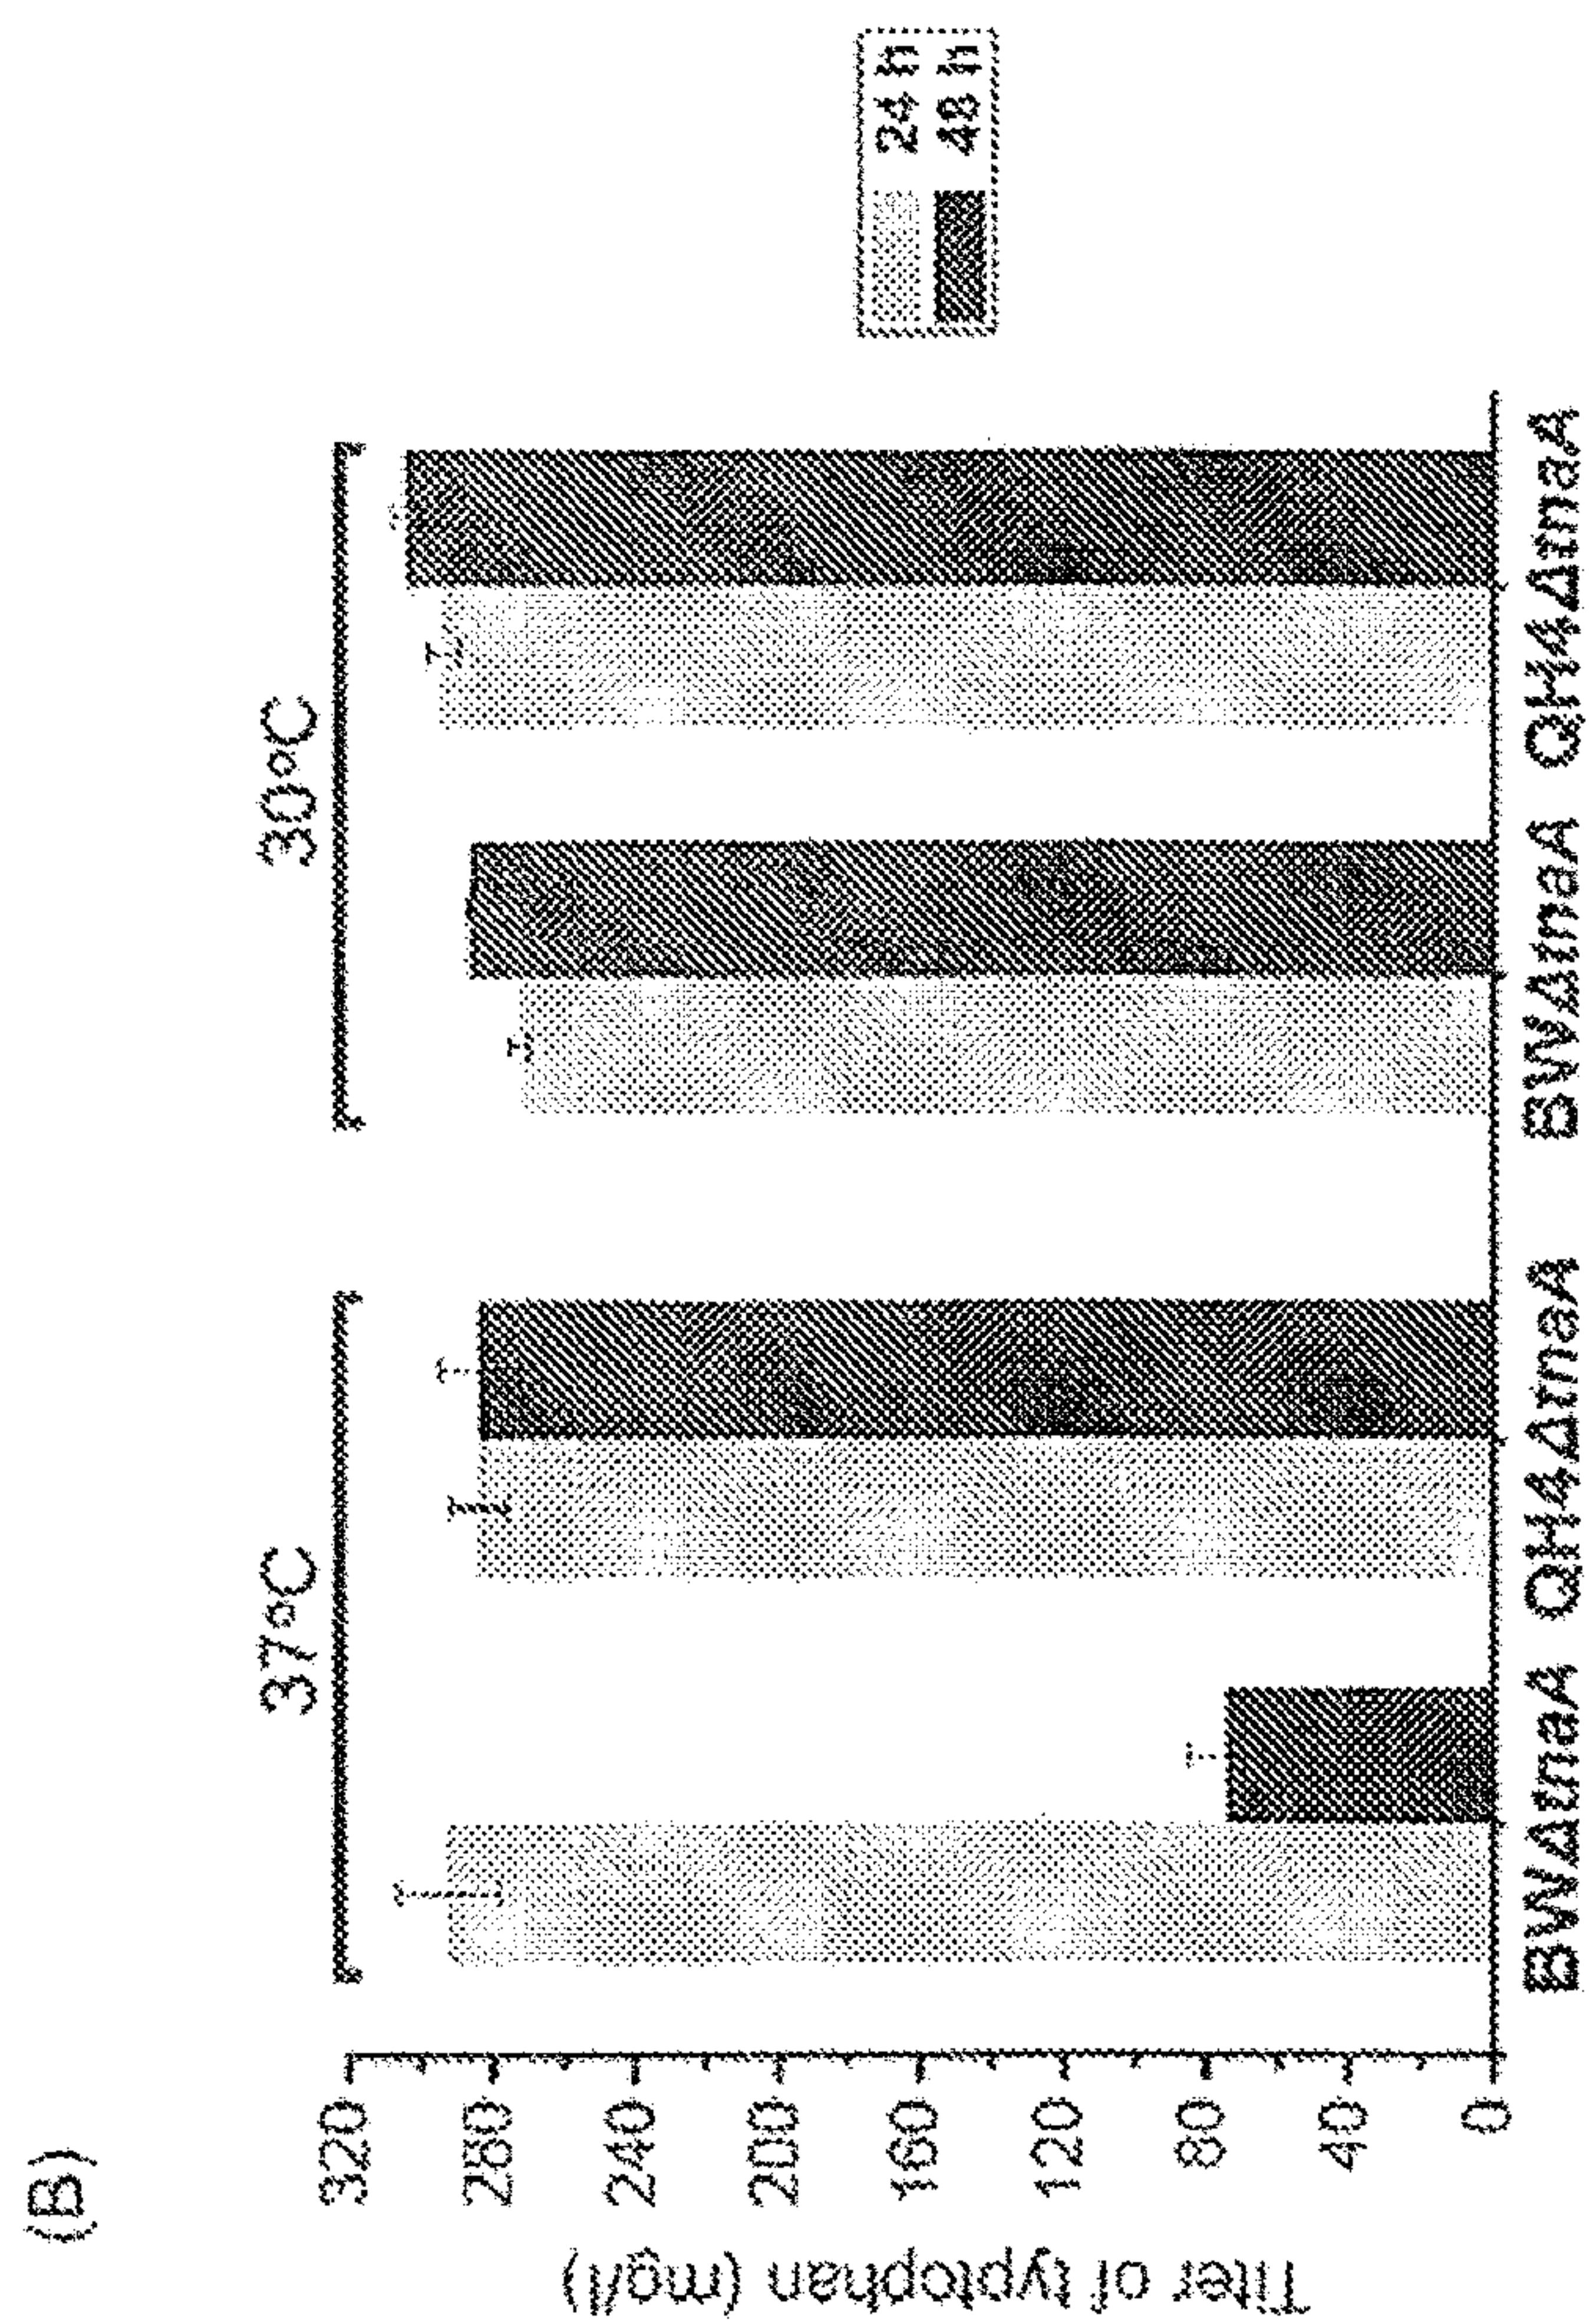 (B)
Titer of typtophan (mg/l)
320
280
240
200
160
120
80
40
0
37°C
30°C
24 h
48 h
BWΔtnaA QH4ΔtnaA BWΔtnaA QH4ΔtnaA